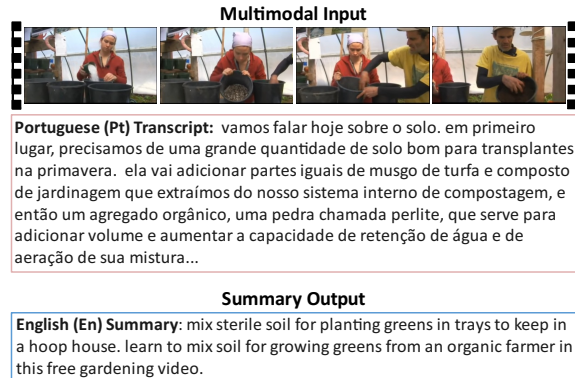 Multimodal Input
Portuguese (Pt) Transcript: vamos falar hoje sobre o solo. em primeiro
lugar, precisamos de uma grande quantidade de solo bom para transplantes
na primavera. ela vai adicionar partes iguais de musgo de turfa e composto
de jardinagem que extraímos do nosso sistema interno de compostagem, e
então um agregado orgânico, uma pedra chamada perlite, que serve para
adicionar volume e aumentar a capacidade de retenção de água e de
aeração de sua mistura...
Summary Output
English (En) Summary: mix sterile soil for planting greens in trays to keep in
a hoop house. learn to mix soil for growing greens from an organic farmer in
this free gardening video.